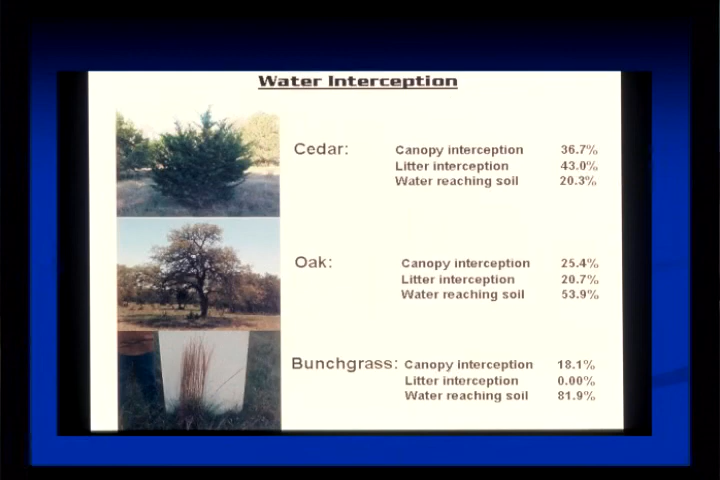 Water Interception
Cedar: Canopy interception 36.7%
Litter interception 43.0%
Water reaching soil 20.3%
Oak: Canopy interception 25.4%
Litter interception 20.7%
Water reaching soil 53.9%
Bunchgrass: Canopy interception 18.1%
Litter interception 0.00%
Water reaching soil 81.9%